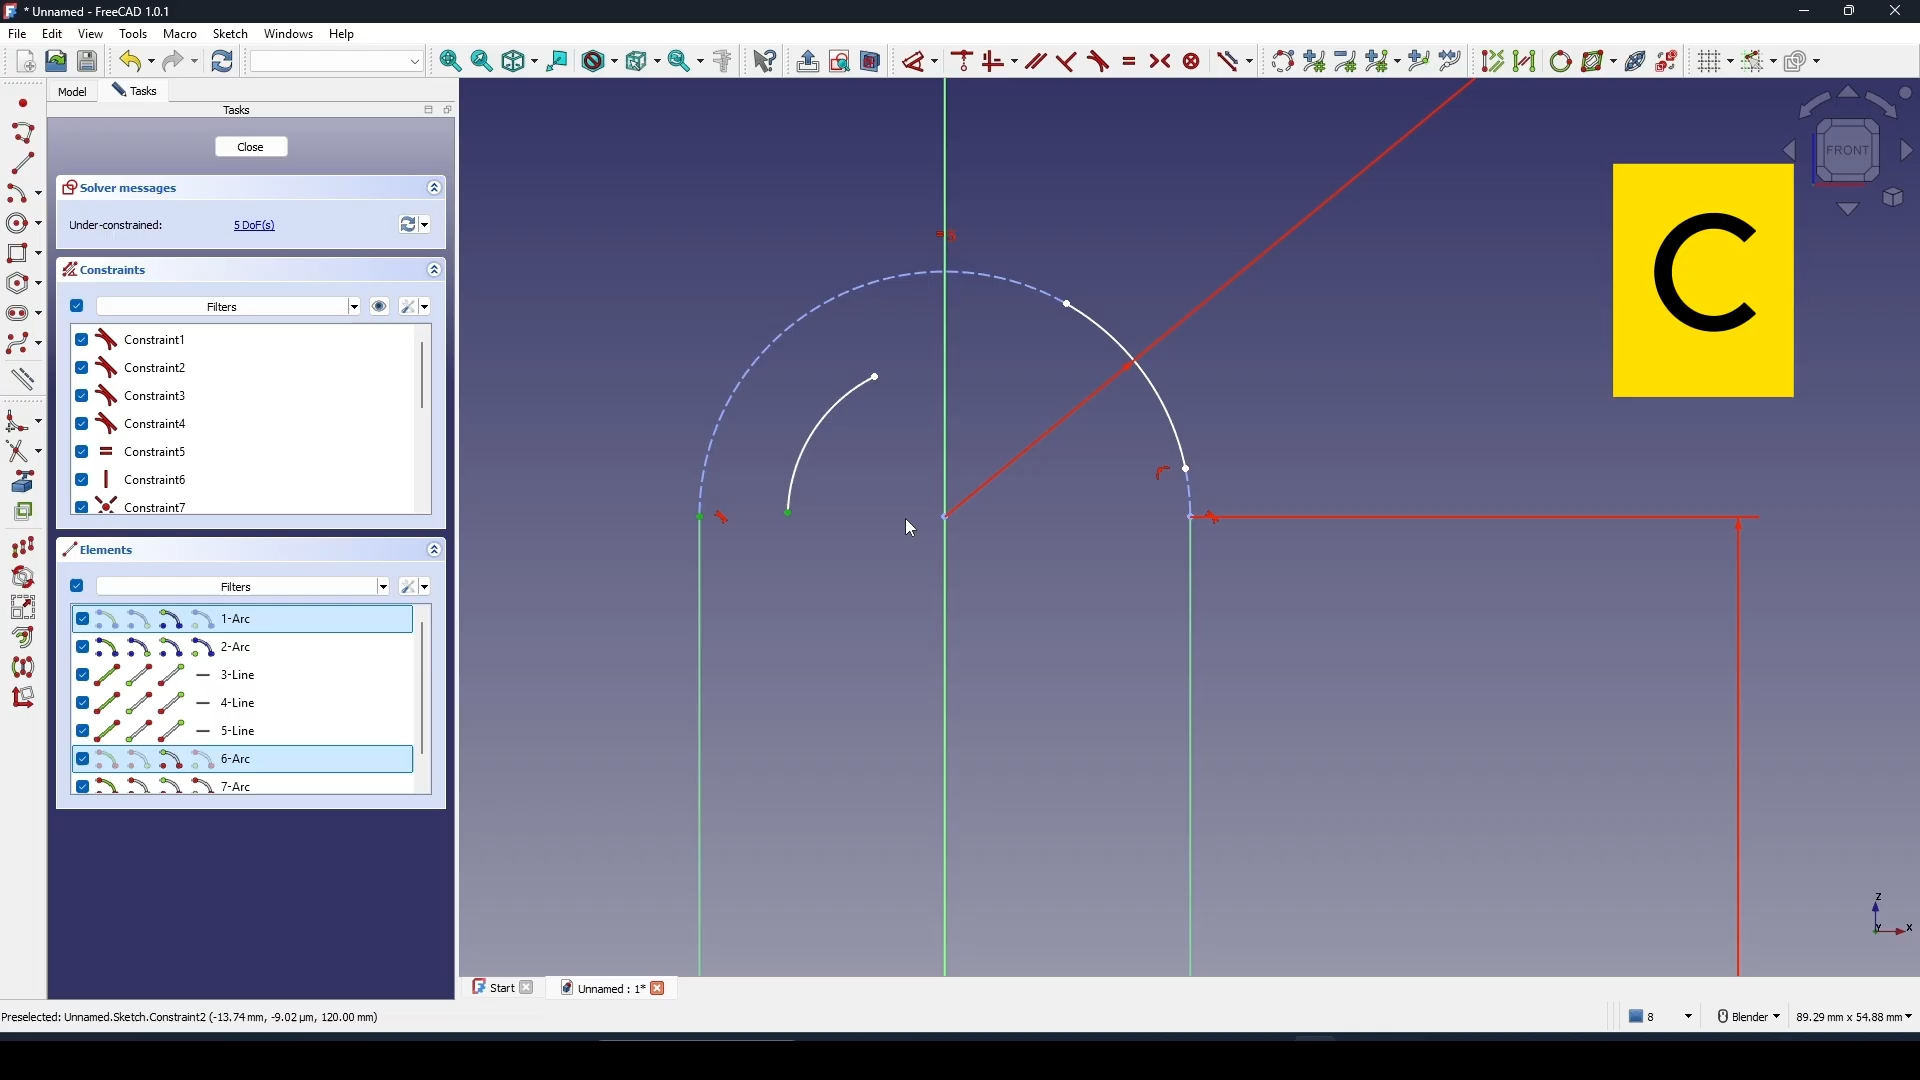 * Unnamed - FreeCAD 1.0.1
File Edit View Tools Macro Sketch Windows Help
Model Tasks
Tasks
Close
Solver messages
Under-constrained: 5 DoF(s)
Constraints
Filters
Constraint1
Constraint2
Constraint3
Constraint4
Constraint5
Constraint6
Constraint7
Elements
Filters
1-Arc
2-Arc
3-Line
4-Line
5-Line
6-Arc
7-Arc
FRONT
C
Z
Y X
Start Unnamed : 1*
Preselected: Unnamed.Sketch.Constraint2 (-13.74 mm, -9.02 µm, 120.00 mm)
8 Blender 89.29 mm x 54.88 mm